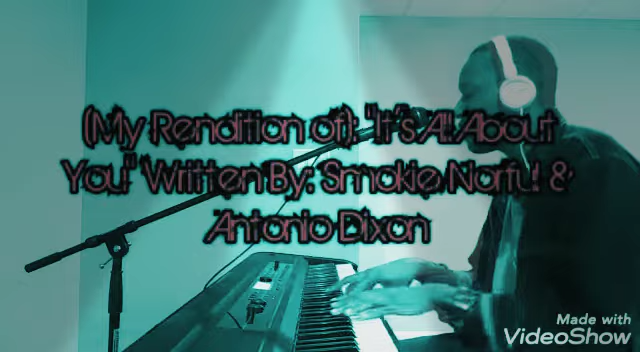 (My Rendition of): "It's All About
You!" Written By: Smokie Norful &
Antonio Dixon
Made with
VideoShow